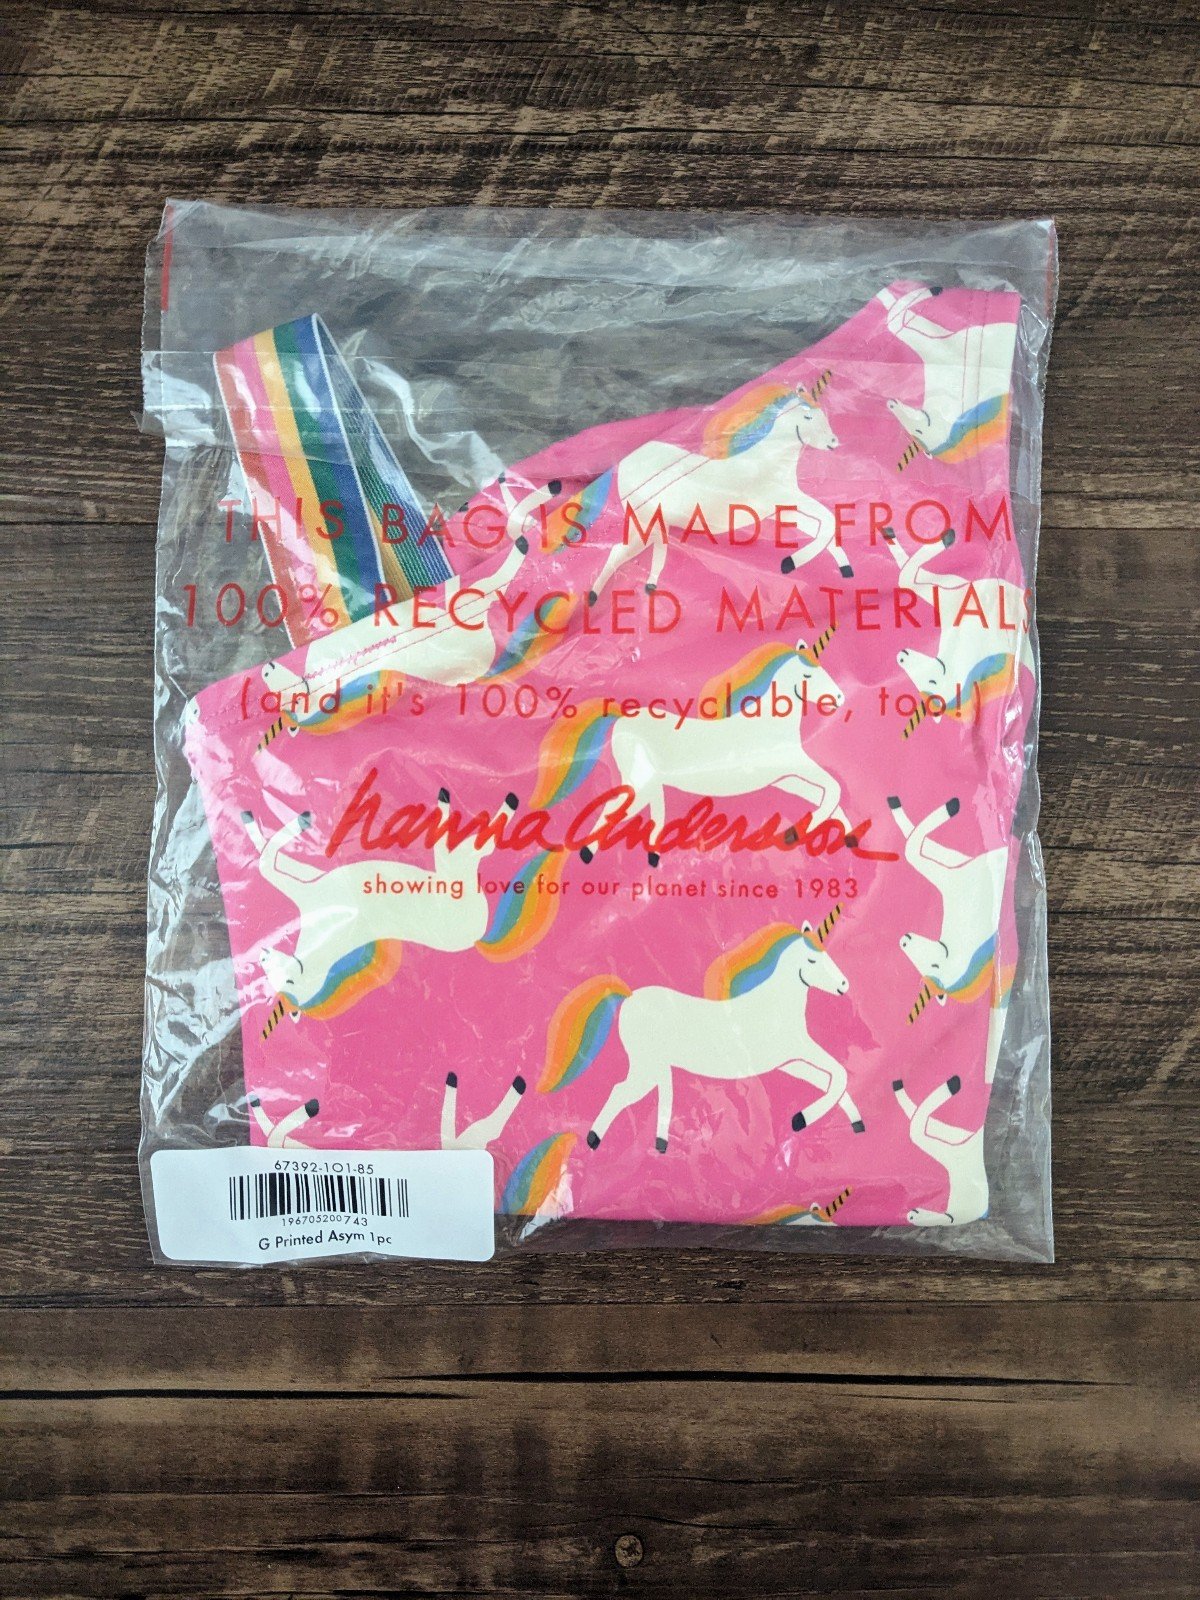 THIS BAG IS MADE FROM
100% RECYCLED MATERIALS
(and it's 100% recyclable, too!)
hanna Andersson
showing love for our planet since 1983
67392-1O1-85
196705200743
G Printed Asym 1pc